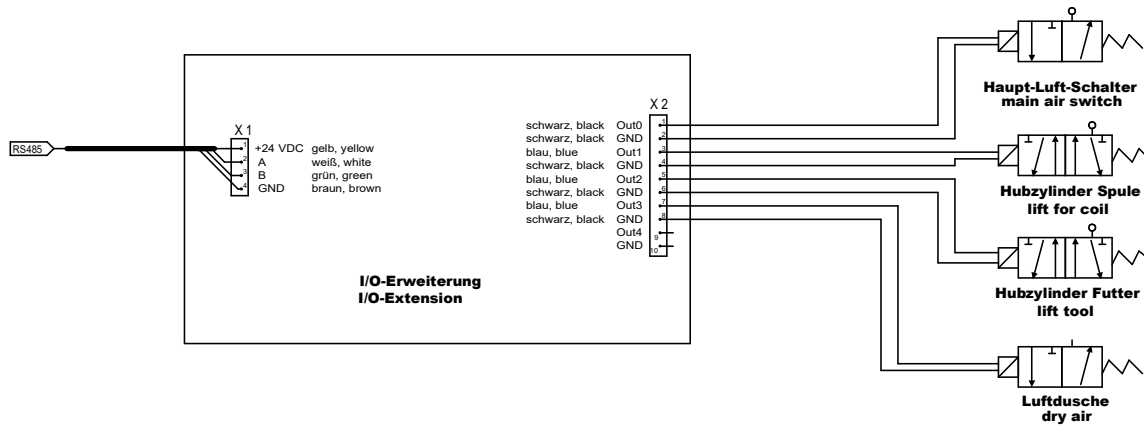 RS485
X 1
1 +24 VDC gelb, yellow
2 A weiß, white
3 B grün, green
4 GND braun, brown
I/O-Erweiterung
I/O-Extension
X 2
schwarz, black Out0 1
schwarz, black GND 2
blau, blue Out1 3
schwarz, black GND 4
blau, blue Out2 5
schwarz, black GND 6
blau, blue Out3 7
schwarz, black GND 8
Out4 9
GND 10
Haupt-Luft-Schalter
main air switch
Hubzylinder Spule
lift for coil
Hubzylinder Futter
lift tool
Luftdusche
dry air